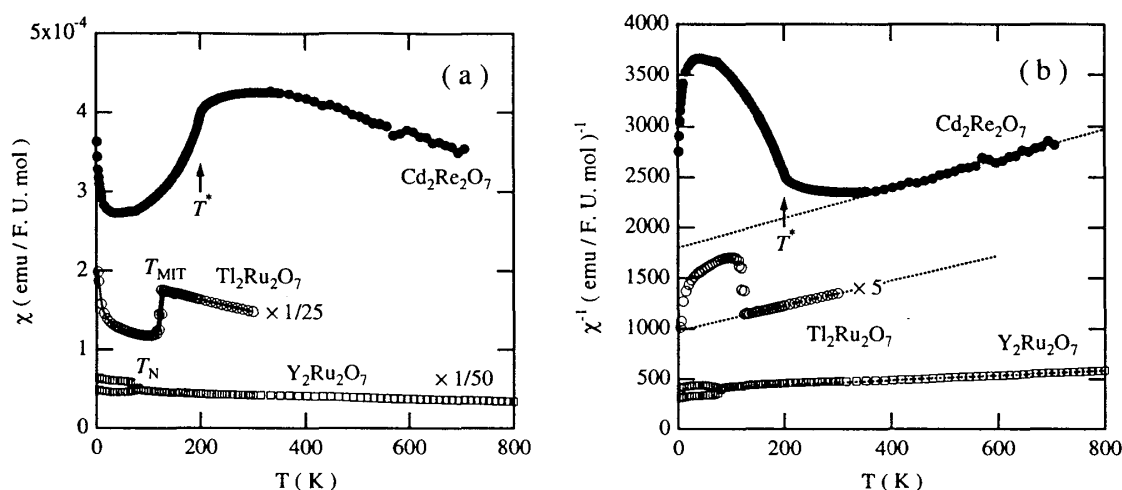 5x10⁻⁴
( a )
4
Cd₂Re₂O₇
T*
3
χ ( emu / F. U. mol )
2
T_MIT
Tl₂Ru₂O₇
× 1/25
1
T_N
Y₂Ru₂O₇
× 1/50
0
0 200 400 600 800
T ( K )
4000
( b )
3500
Cd₂Re₂O₇
3000
2500
T*
2000
χ⁻¹ ( emu / F. U. mol )⁻¹
1500
× 5
1000
Tl₂Ru₂O₇
Y₂Ru₂O₇
500
0
0 200 400 600 800
T ( K )